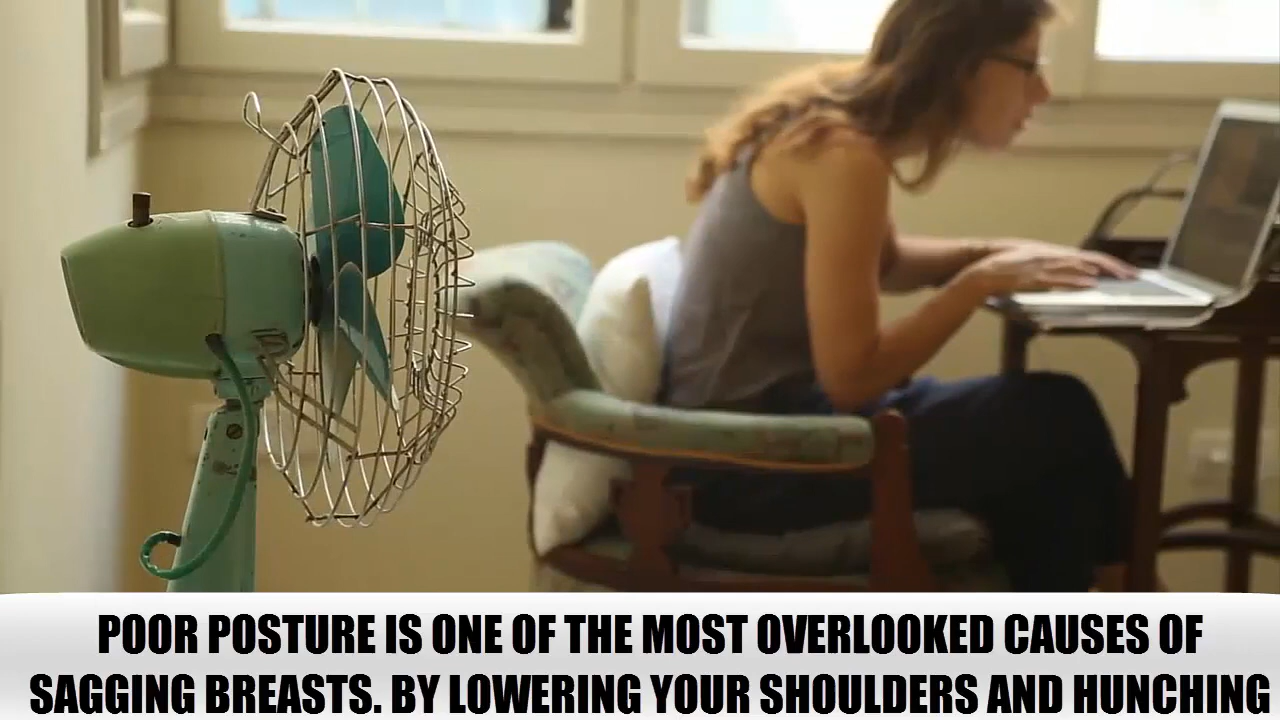 POOR POSTURE IS ONE OF THE MOST OVERLOOKED CAUSES OF
SAGGING BREASTS. BY LOWERING YOUR SHOULDERS AND HUNCHING